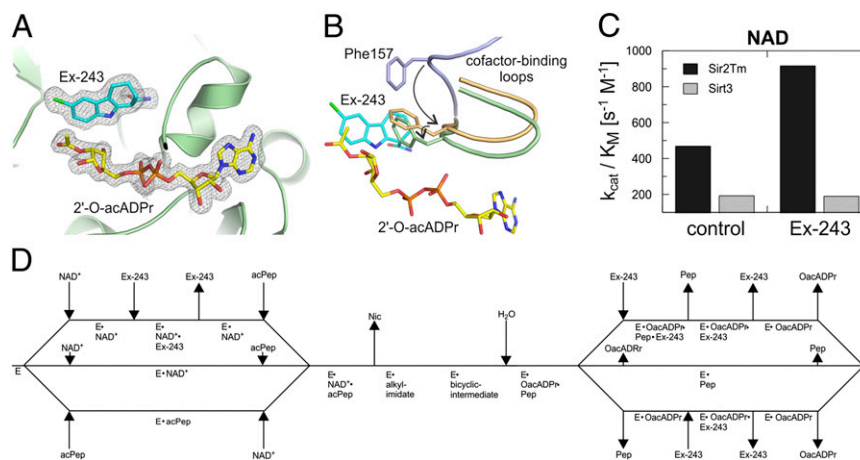 A
Ex-243
2'-O-acADPr
B
Phe157
cofactor-binding
loops
Ex-243
2'-O-acADPr
C
NAD
k_cat / K_M [s⁻¹ M⁻¹]
1000
800
600
400
200
Sir2Tm
Sirt3
control
Ex-243
D
NAD⁺
Ex-243
Ex-243
acPep
E•
NAD⁺
E•
NAD⁺•
Ex-243
E•
NAD⁺
NAD⁺
acPep
E
E•NAD⁺
E•acPep
acPep
NAD⁺
Nic
H₂O
E•
NAD⁺•
acPep
E•
alkyl-
imidate
E•
bicyclic-
intermediate
E•
OacADPr•
Pep
Ex-243
Pep
Ex-243
OacADPr
E•OacADPr•
Pep•Ex-243
E•OacADPr•
Ex-243
E•OacADPr
OacADRr
Pep
E•
Pep
E•OacADPr
E•OacADPr•
Ex-243
E•OacADPr
Pep
Ex-243
Ex-243
OacADPr